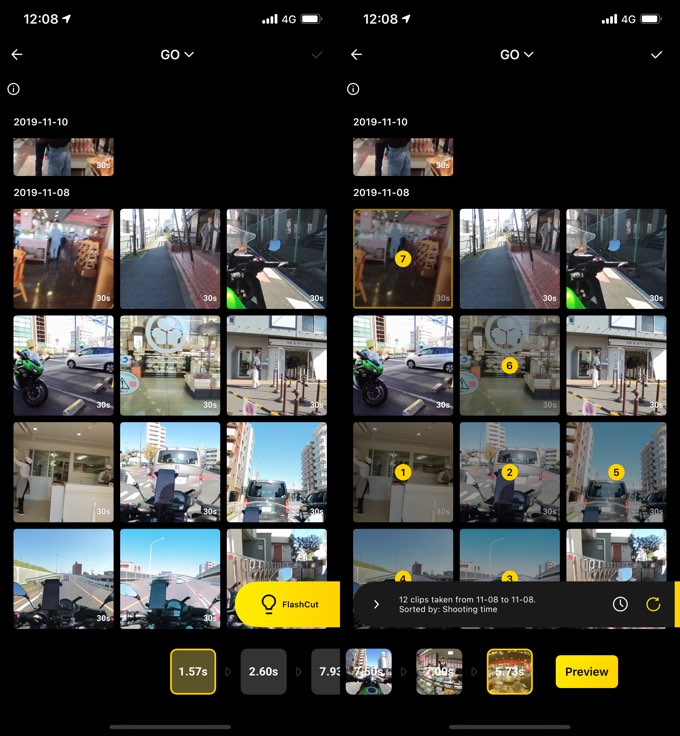 12:08
4G
GO
2019-11-10
30s
2019-11-08
30s
30s
30s
30s
30s
30s
30s
30s
30s
FlashCut
1.57s
2.60s
7.93
12:08
4G
GO
2019-11-10
30s
2019-11-08
7
30s
30s
30s
30s
6
30s
30s
1
30s
2
30s
5
30s
4
3
12 clips taken from 11-08 to 11-08.
Sorted by: Shooting time
7.50s
7.00s
5.73s
Preview